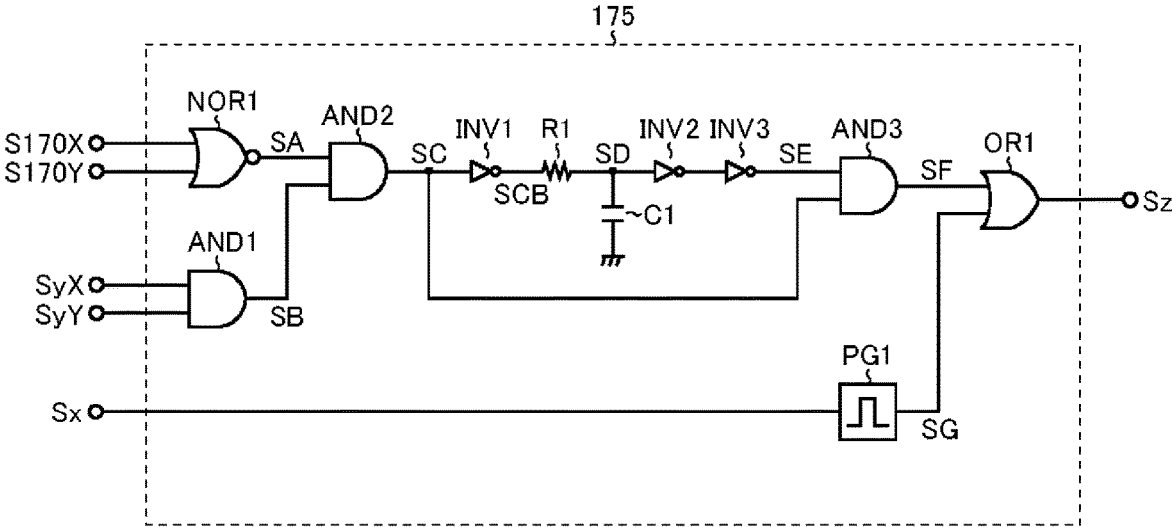 175
NOR1
S170X
S170Y
SA
AND2
SC
INV1
SCB
R1
SD
C1
INV2
INV3
SE
AND3
SF
OR1
Sz
AND1
SyX
SyY
SB
PG1
Sx
SG